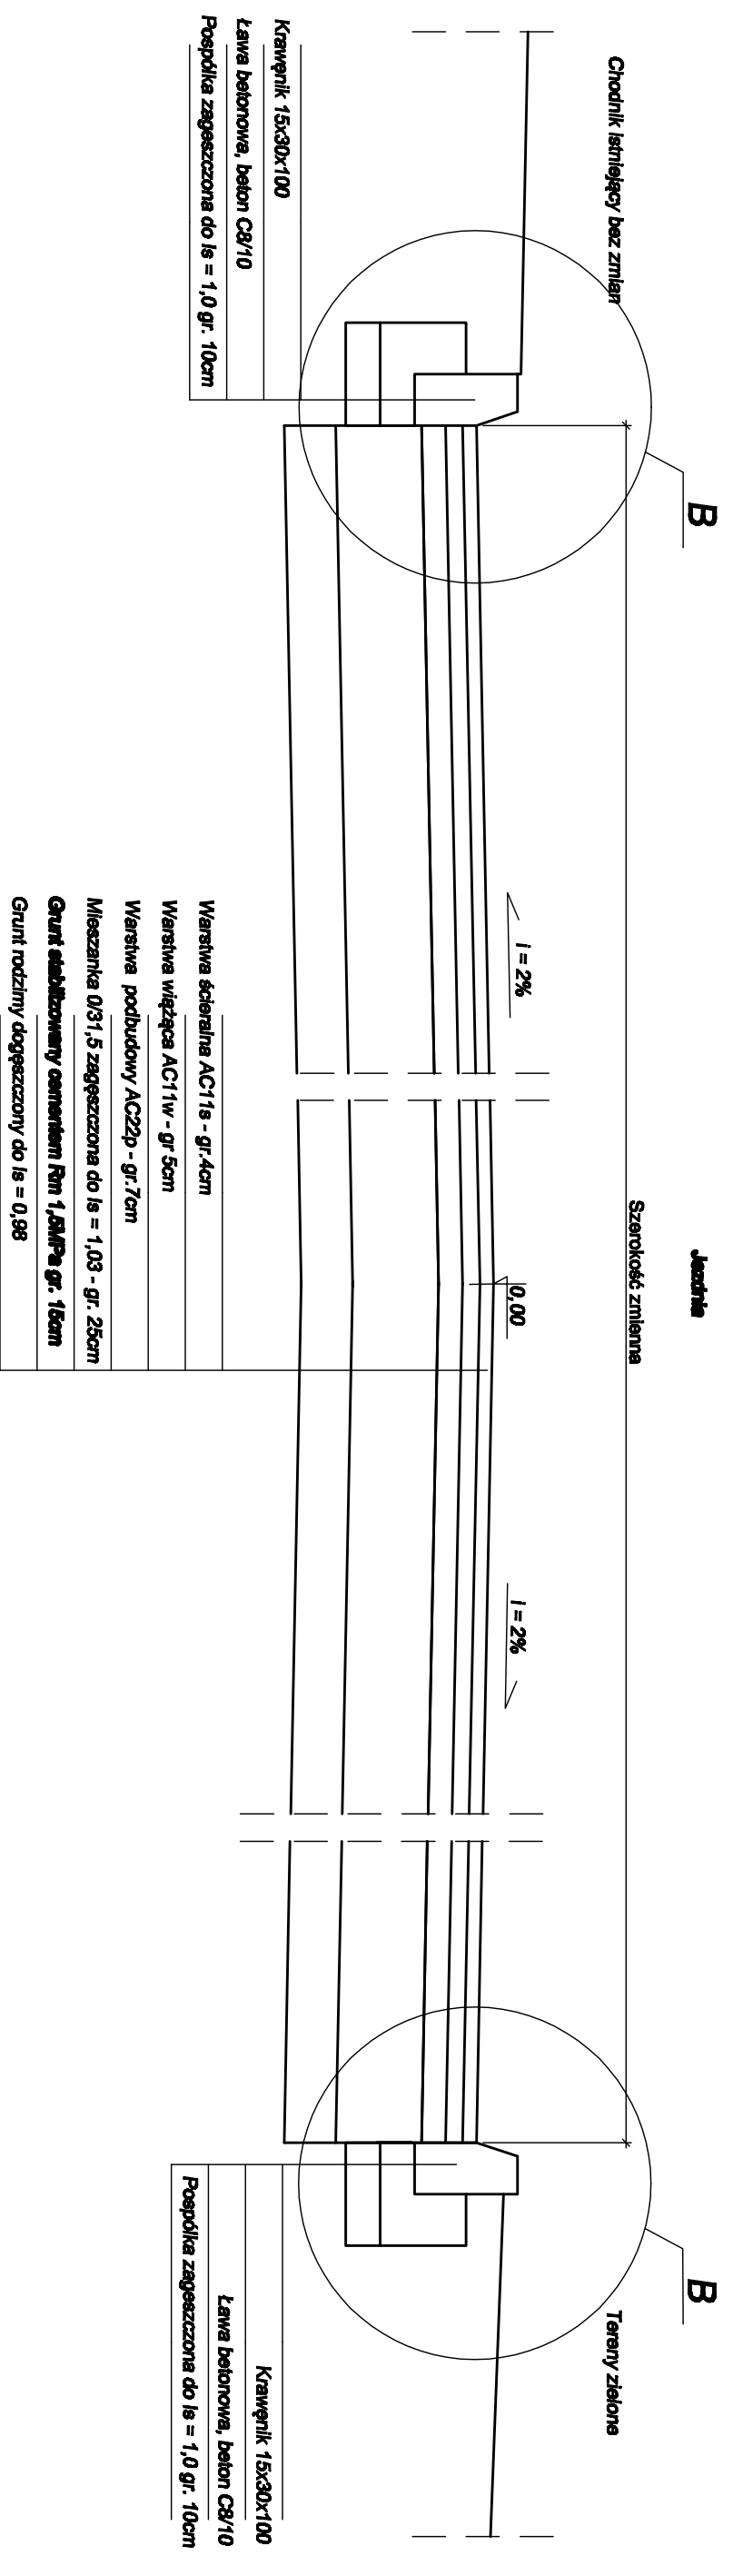 Jezdnia
B
B
Chodnik istniejący bez zmian
Szerokość zmienna
Tereny zielone
i = 2%
0,00
i = 2%
Krawęnik 15x30x100
Ława betonowa, beton C8/10
Pospółka zageszczona do Is = 1,0 gr. 10cm
Warstwa ścieralna AC11s - gr.4cm
Warstwa wiążąca AC11w - gr 5cm
Warstwa podbudowy AC22p - gr.7cm
Mieszanka 0/31,5 zagęszczona do Is = 1,03 - gr. 25cm
Grunt stabilizowany cementem Rm 1,5MPa gr. 15cm
Grunt rodzimy dogęszczony do Is = 0,98
Krawęnik 15x30x100
Ława betonowa, beton C8/10
Pospółka zageszczona do Is = 1,0 gr. 10cm